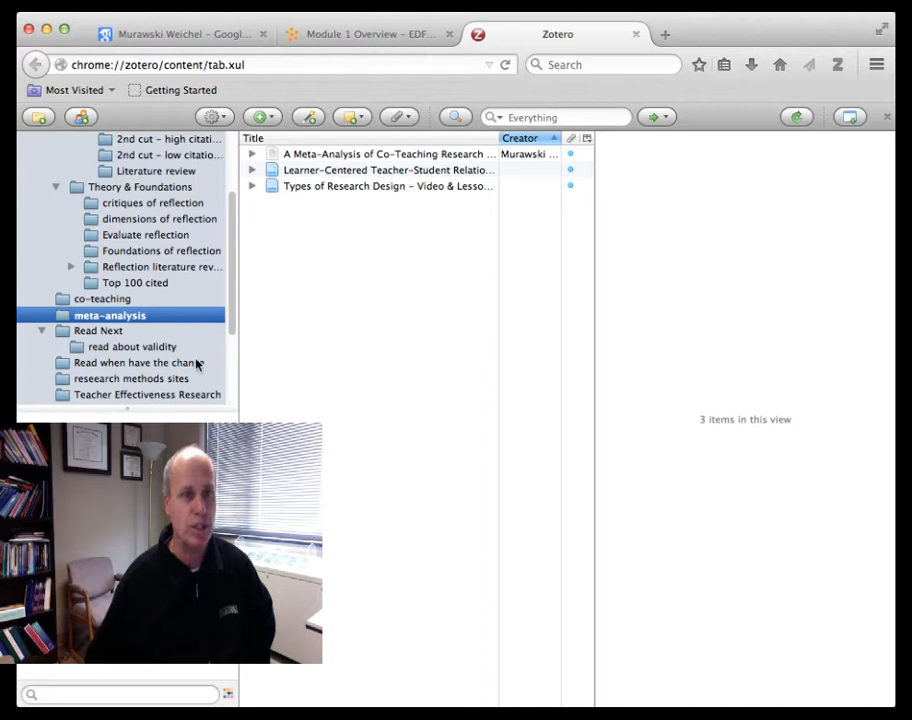 Murawski Weichel – Googl...
Module 1 Overview – EDF...
Zotero
chrome://zotero/content/tab.xul
Search
Most Visited
Getting Started
Everything
2nd cut – high citati...
2nd cut – low citatio...
Literature review
Theory & Foundations
critiques of reflection
dimensions of reflection
Evaluate reflection
Foundations of reflection
Reflection literature rev...
Top 100 cited
co-teaching
meta-analysis
Read Next
read about validity
Read when have the chance
reseearch methods sites
Teacher Effectiveness Research
Title Creator
A Meta-Analysis of Co-Teaching Research ... Murawski ...
Learner-Centered Teacher-Student Relatio...
Types of Research Design – Video & Lesso...
3 items in this view